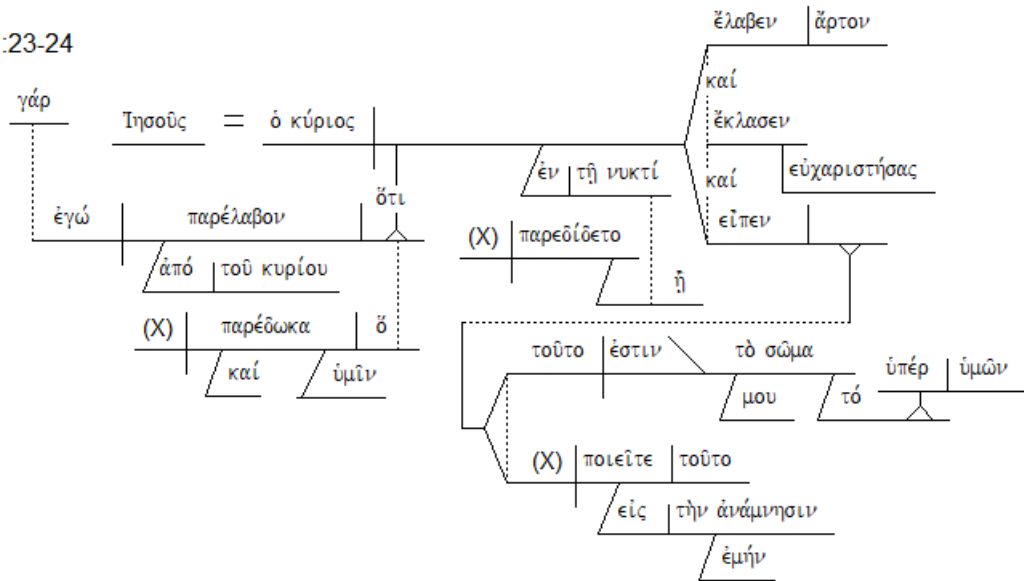 :23-24
ἔλαβεν ἄρτον
καί
γάρ
Ἰησοῦς = ὁ κύριος
ἔκλασεν
ἐν τῇ νυκτί
καί
εὐχαριστήσας
ὅτι
ἐγώ παρέλαβον
εἶπεν
(X) παρεδίδετο
ἀπό τοῦ κυρίου
ᾗ
(X) παρέδωκα ὅ
καί ὑμῖν
τοῦτο ἐστιν τὸ σῶμα
ὑπέρ ὑμῶν
μου τό
(X) ποιεῖτε τοῦτο
εἰς τὴν ἀνάμνησιν
ἐμήν